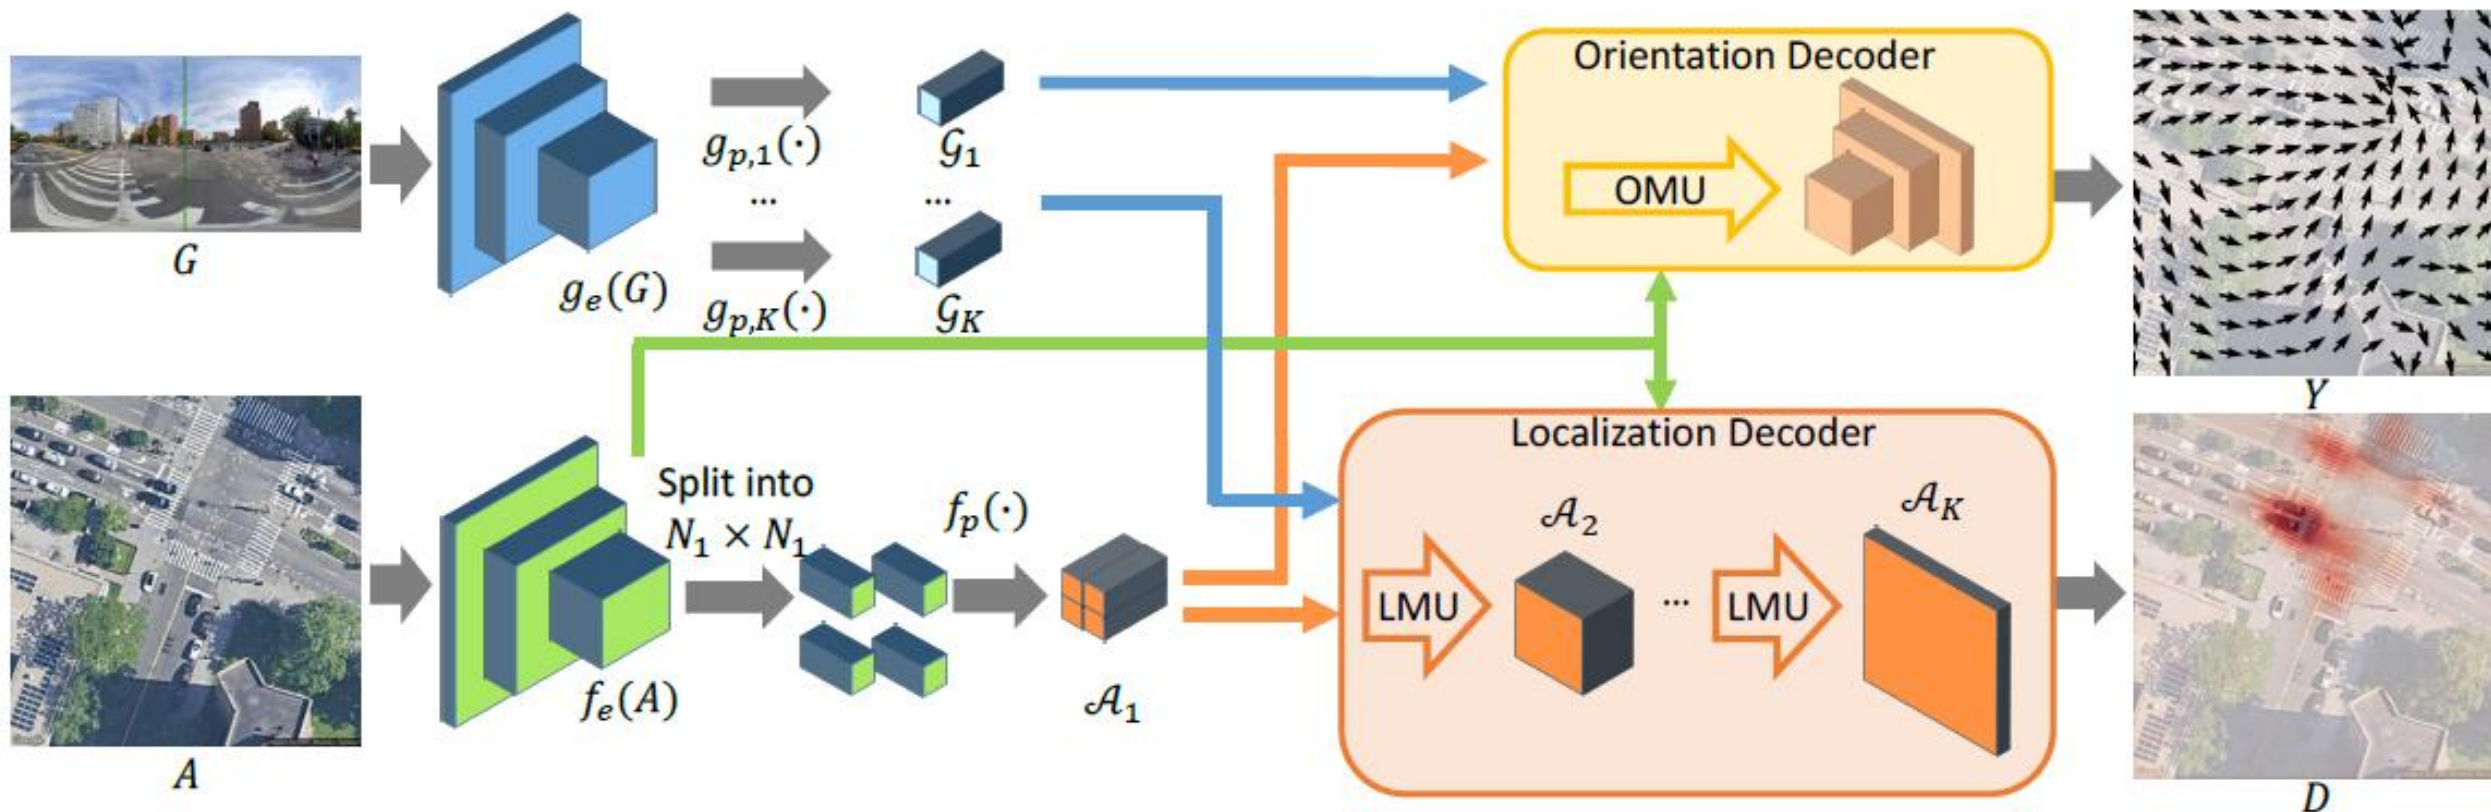 G
g_e(G)
g_{p,1}(·)
...
g_{p,K}(·)
𝒢_1
...
𝒢_K
Orientation Decoder
OMU
Y
A
f_e(A)
Split into
N_1 × N_1
f_p(·)
𝒜_1
Localization Decoder
LMU
𝒜_2
...
LMU
𝒜_K
D